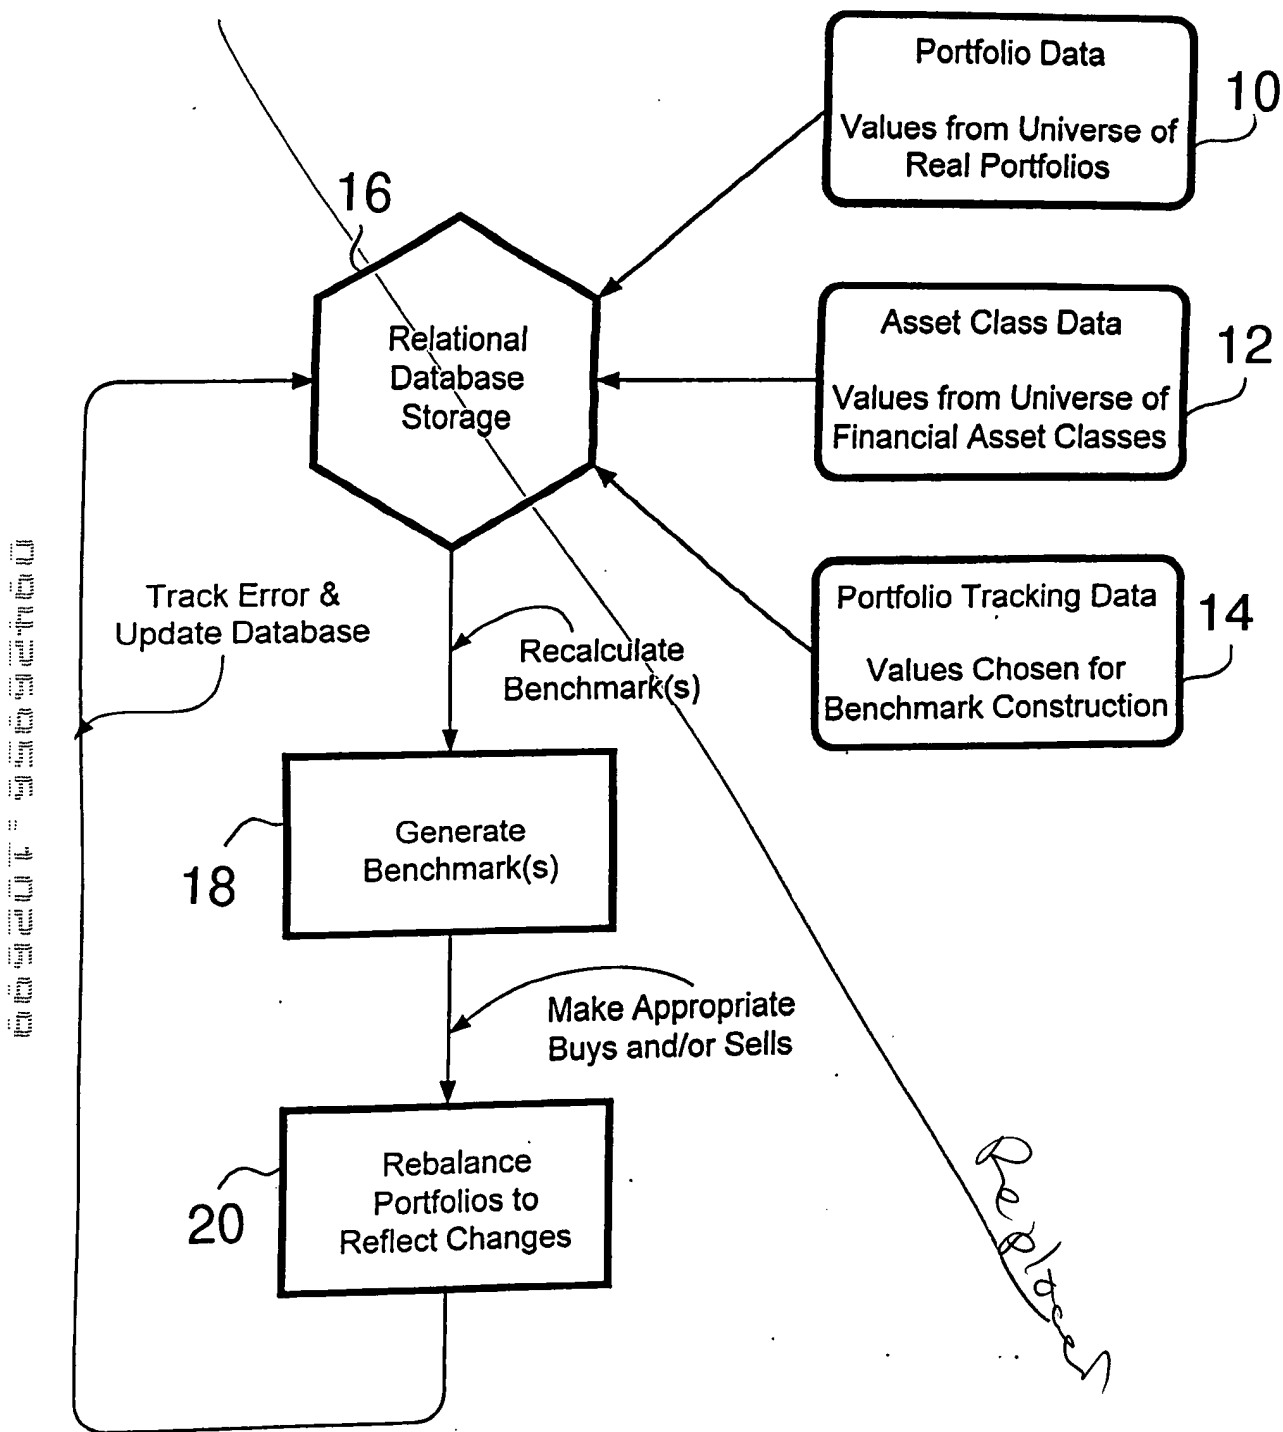 Portfolio Data
Values from Universe of
Real Portfolios
10
16
Relational
Database
Storage
Asset Class Data
Values from Universe of
Financial Asset Classes
12
Portfolio Tracking Data
Values Chosen for
Benchmark Construction
14
Track Error &
Update Database
Recalculate
Benchmark(s)
Generate
Benchmark(s)
18
Make Appropriate
Buys and/or Sells
Rebalance
Portfolios to
Reflect Changes
20